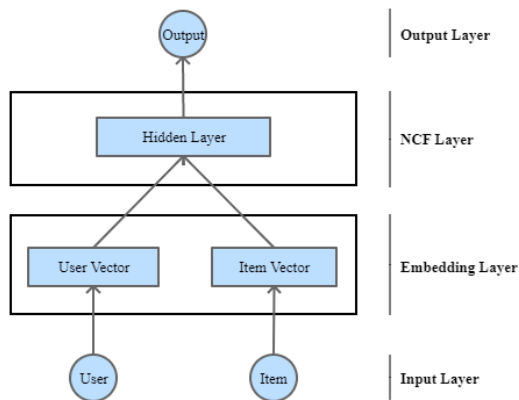 Output
Output Layer
Hidden Layer
NCF Layer
User Vector
Item Vector
Embedding Layer
User
Item
Input Layer